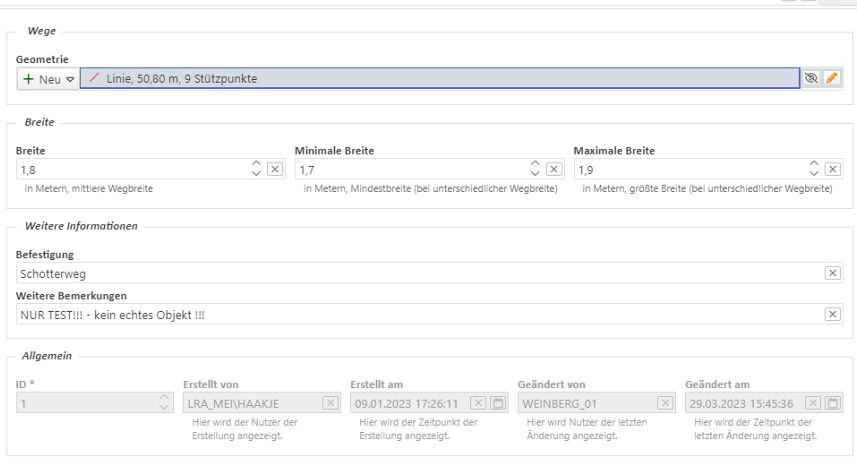 Wege
Geometrie
Neu Linie, 50,80 m, 9 Stützpunkte
Breite
Breite Minimale Breite Maximale Breite
1,8 1,7 1,9
in Metern, mittiere Wegbreite in Metern, Mindestbreite (bei unterschiedlicher Wegbreite) in Metern, größte Breite (bei unterschiedlicher Wegbreite)
Weitere Informationen
Befestigung
Schotterweg
Weitere Bemerkungen
NUR TEST!!! - kein echtes Objekt !!!
Allgemein
ID * Erstellt von Erstellt am Geändert von Geändert am
1 LRA_MEI\HAAKJE 09.01.2023 17:26:11 WEINBERG_01 29.03.2023 15:45:36
Hier wird der Nutzer der Hier wird der Zeitpunkt der Hier wird Nutzer der letzten Hier wird der Zeitpunkt der
Erstellung angezeigt. Erstellung angezeigt. Änderung angezeigt. letzten Änderung angezeigt.